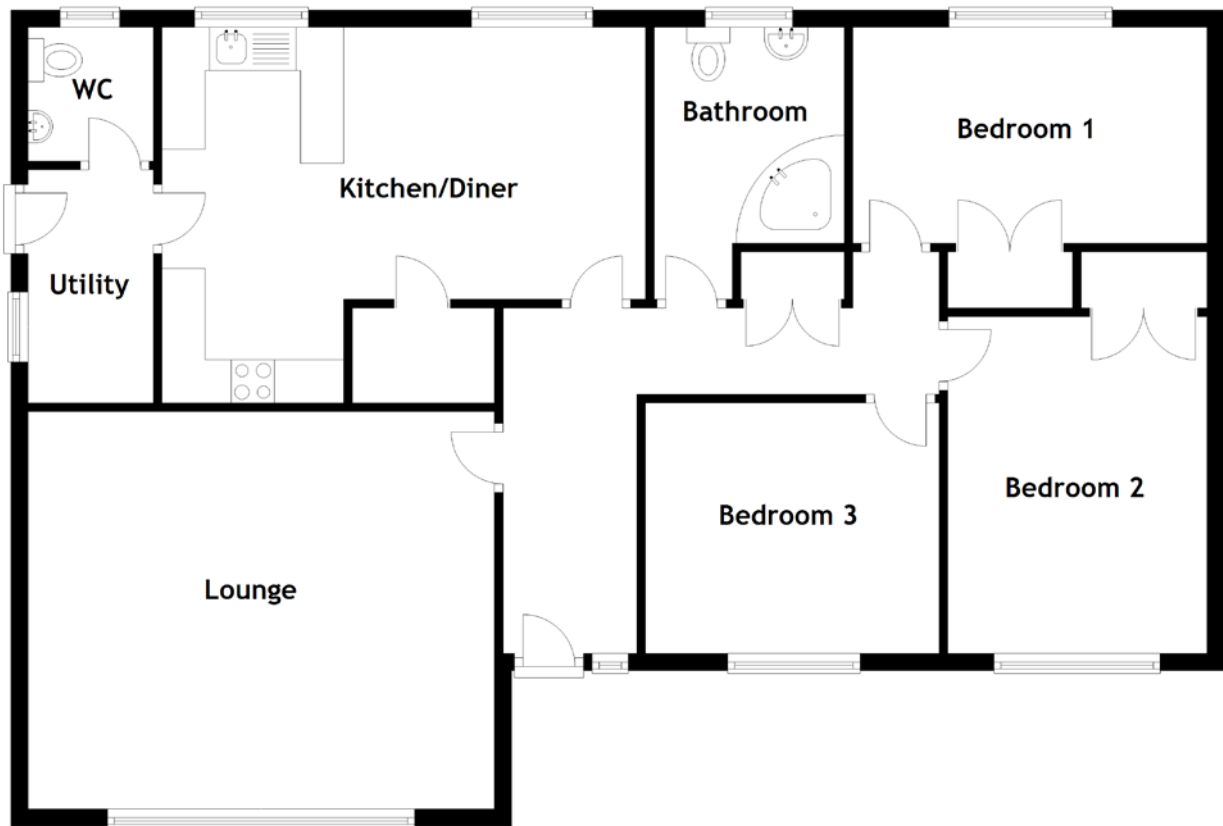 WC
Bathroom
Bedroom 1
Kitchen/Diner
Utility
Bedroom 2
Bedroom 3
Lounge